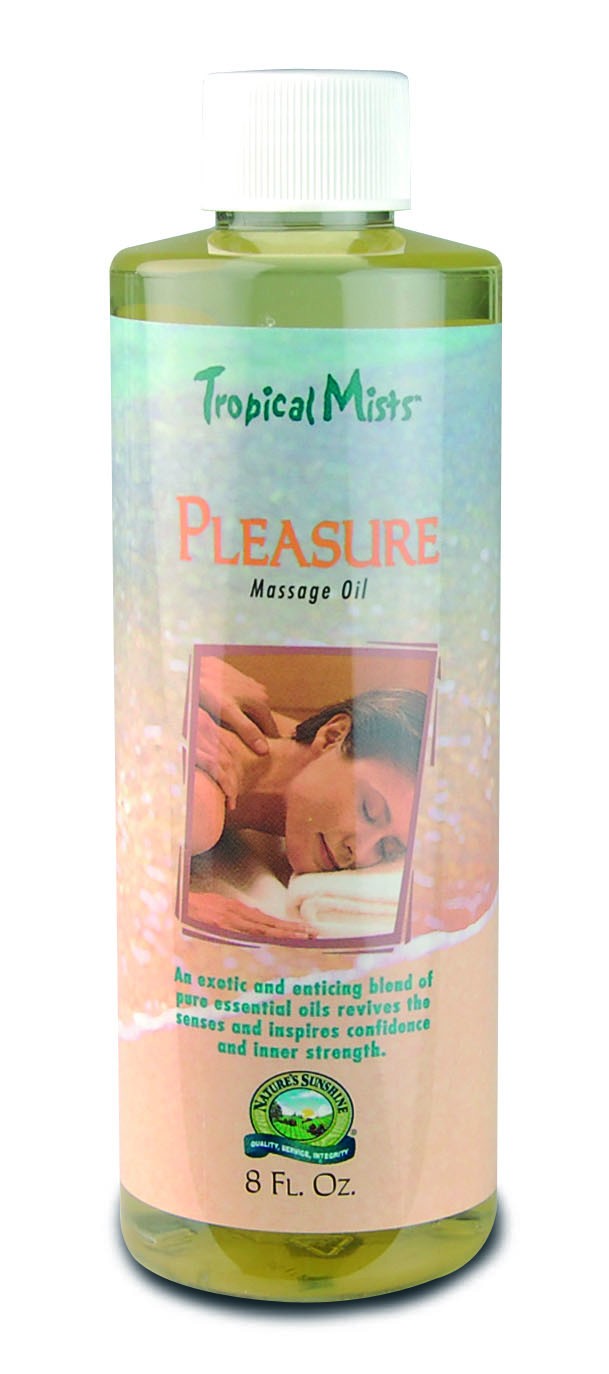 Tropical Mists™
PLEASURE
Massage Oil
An exotic and enticing blend of
pure essential oils revives the
senses and inspires confidence
and inner strength.
NATURE'S SUNSHINE®
QUALITY, SERVICE, INTEGRITY
8 FL. OZ.